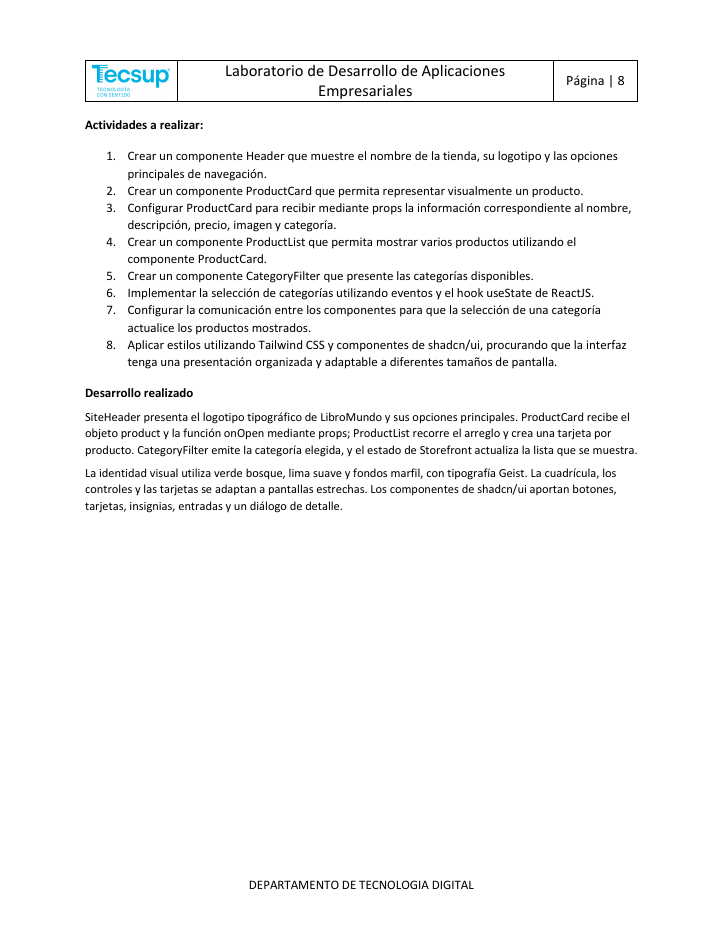 Tecsup
TECNOLOGÍA
CON SENTIDO
Laboratorio de Desarrollo de Aplicaciones
Empresariales
Página | 8
Actividades a realizar:
1. Crear un componente Header que muestre el nombre de la tienda, su logotipo y las opciones
principales de navegación.
2. Crear un componente ProductCard que permita representar visualmente un producto.
3. Configurar ProductCard para recibir mediante props la información correspondiente al nombre,
descripción, precio, imagen y categoría.
4. Crear un componente ProductList que permita mostrar varios productos utilizando el
componente ProductCard.
5. Crear un componente CategoryFilter que presente las categorías disponibles.
6. Implementar la selección de categorías utilizando eventos y el hook useState de ReactJS.
7. Configurar la comunicación entre los componentes para que la selección de una categoría
actualice los productos mostrados.
8. Aplicar estilos utilizando Tailwind CSS y componentes de shadcn/ui, procurando que la interfaz
tenga una presentación organizada y adaptable a diferentes tamaños de pantalla.
Desarrollo realizado
SiteHeader presenta el logotipo tipográfico de LibroMundo y sus opciones principales. ProductCard recibe el
objeto product y la función onOpen mediante props; ProductList recorre el arreglo y crea una tarjeta por
producto. CategoryFilter emite la categoría elegida, y el estado de Storefront actualiza la lista que se muestra.
La identidad visual utiliza verde bosque, lima suave y fondos marfil, con tipografía Geist. La cuadrícula, los
controles y las tarjetas se adaptan a pantallas estrechas. Los componentes de shadcn/ui aportan botones,
tarjetas, insignias, entradas y un diálogo de detalle.
DEPARTAMENTO DE TECNOLOGIA DIGITAL